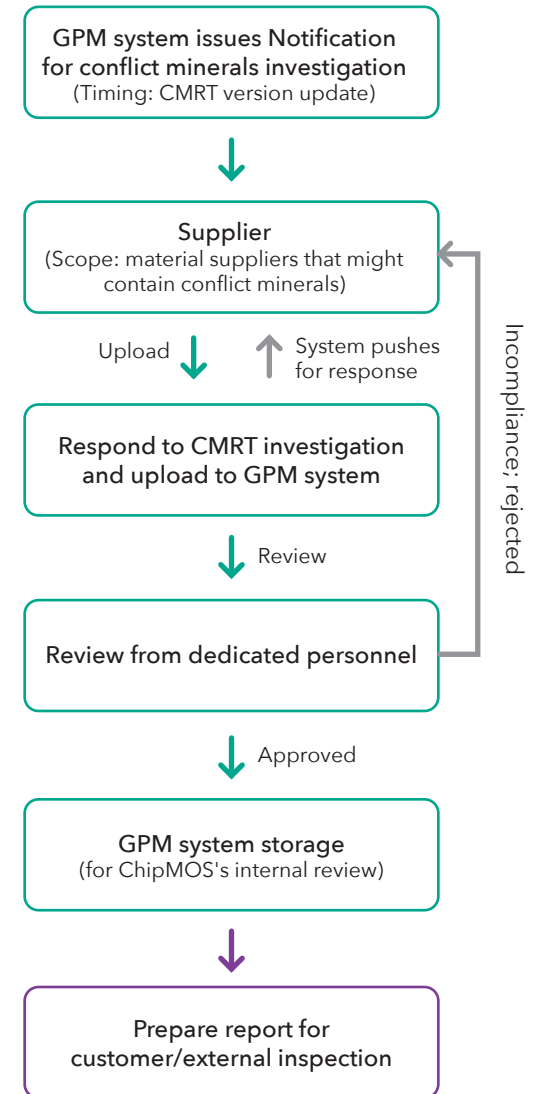 GPM system issues Notification
for conflict minerals investigation
(Timing: CMRT version update)
Supplier
(Scope: material suppliers that might
contain conflict minerals)
Upload
System pushes
for response
Respond to CMRT investigation
and upload to GPM system
Review
Incompliance; rejected
Review from dedicated personnel
Approved
GPM system storage
(for ChipMOS's internal review)
Prepare report for
customer/external inspection